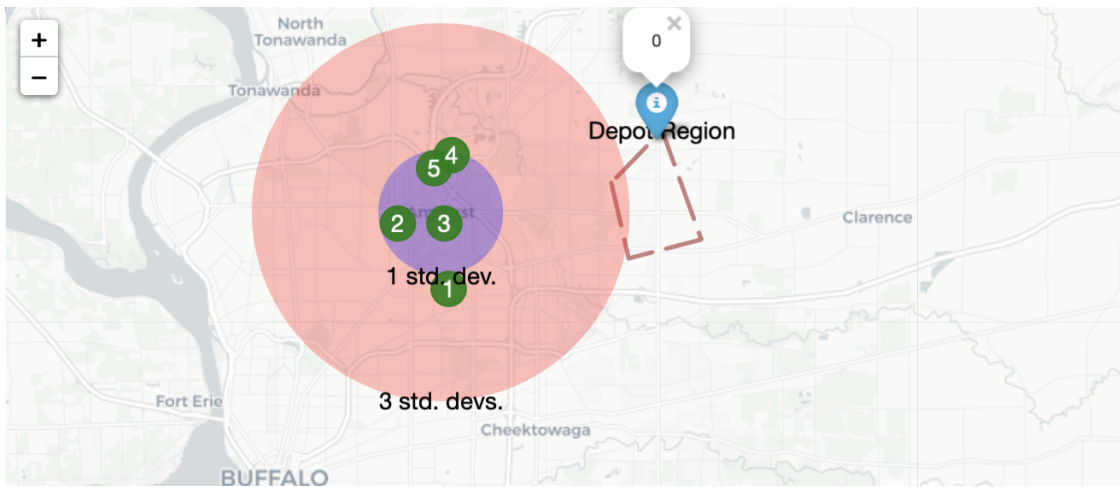 +
−
North
Tonawanda
×
0
i
Tonawanda
Depot Region
4
5
Amherst
2
3
Clarence
1 std. dev.
1
3 std. devs.
Fort Erie
Cheektowaga
BUFFALO